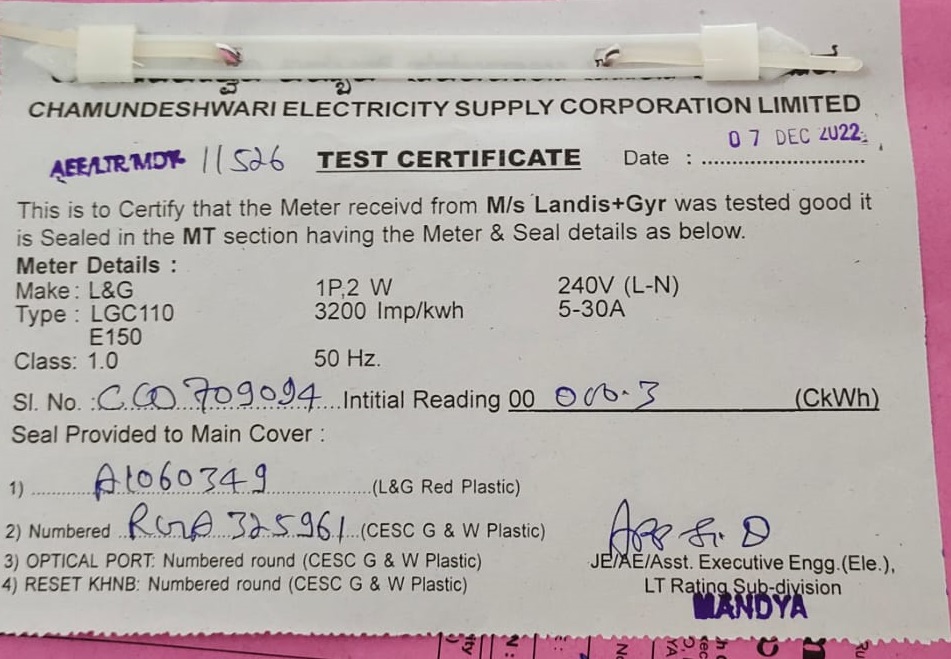 CHAMUNDESHWARI ELECTRICITY SUPPLY CORPORATION LIMITED
AEE/LTR/MDY 11526 TEST CERTIFICATE Date : 07 DEC 2022
This is to Certify that the Meter receivd from M/s Landis+Gyr was tested good it
is Sealed in the MT section having the Meter & Seal details as below.
Meter Details :
Make : L&G 1P,2 W 240V (L-N)
Type : LGC110 3200 Imp/kwh 5-30A
E150
Class: 1.0 50 Hz.
Sl. No. : CC0709094 Intitial Reading 00 000.3 (CkWh)
Seal Provided to Main Cover :
1) A1060349 (L&G Red Plastic)
2) Numbered RGA 325961 (CESC G & W Plastic)
3) OPTICAL PORT: Numbered round (CESC G & W Plastic)
4) RESET KHNB: Numbered round (CESC G & W Plastic)
JE/AE/Asst. Executive Engg.(Ele.),
LT Rating Sub-division
MANDYA